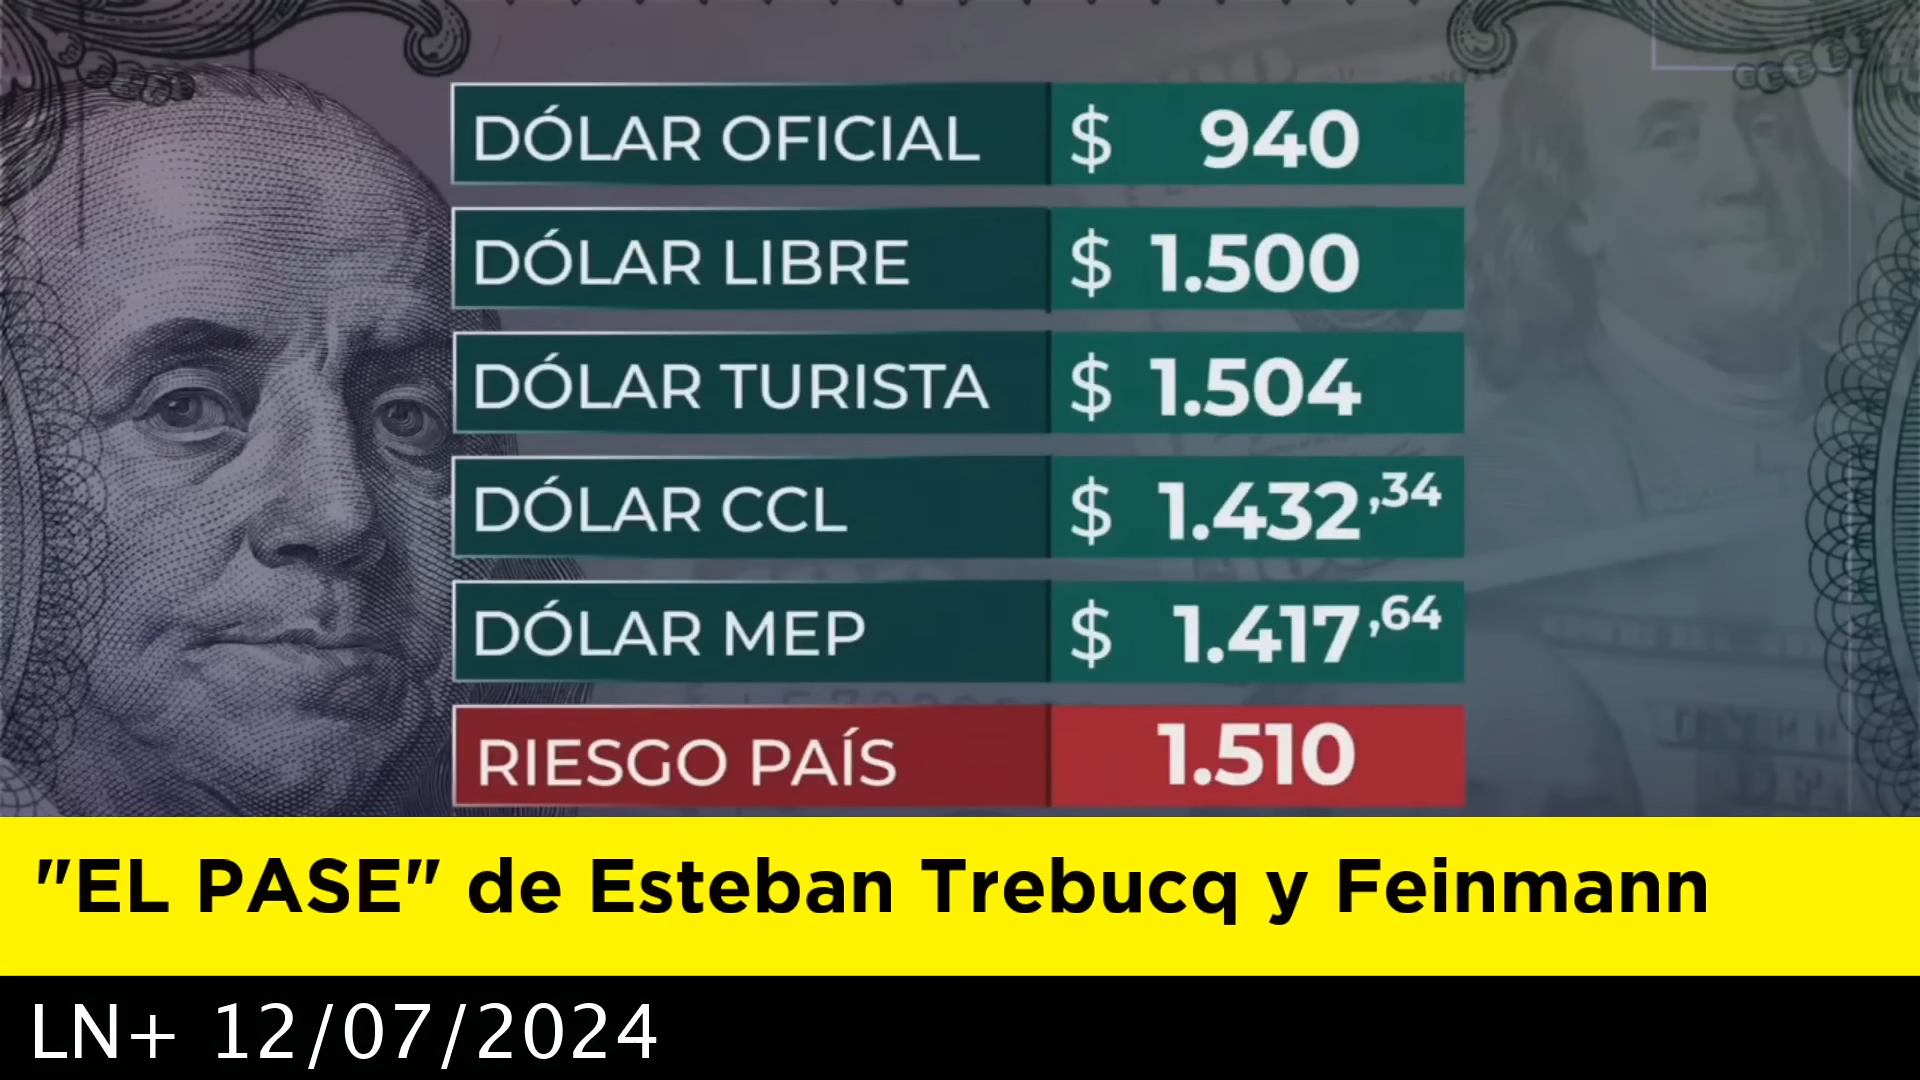 DÓLAR OFICIAL $ 940
DÓLAR LIBRE $ 1.500
DÓLAR TURISTA $ 1.504
DÓLAR CCL $ 1.432,34
DÓLAR MEP $ 1.417,64
RIESGO PAÍS 1.510
"EL PASE" de Esteban Trebucq y Feinmann
LN+ 12/07/2024